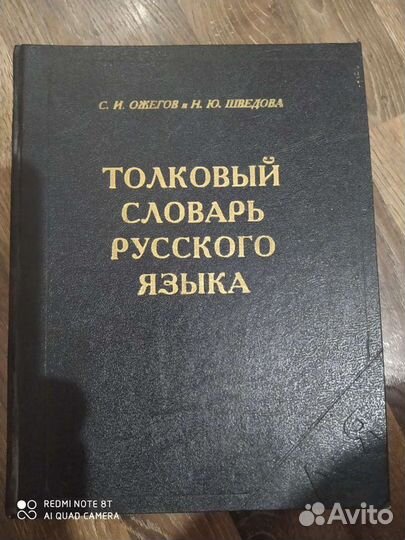 С. И. ОЖЕГОВ и Н. Ю. ШВЕДОВА
ТОЛКОВЫЙ
СЛОВАРЬ
РУССКОГО
ЯЗЫКА
REDMI NOTE 8T
AI QUAD CAMERA
Avito